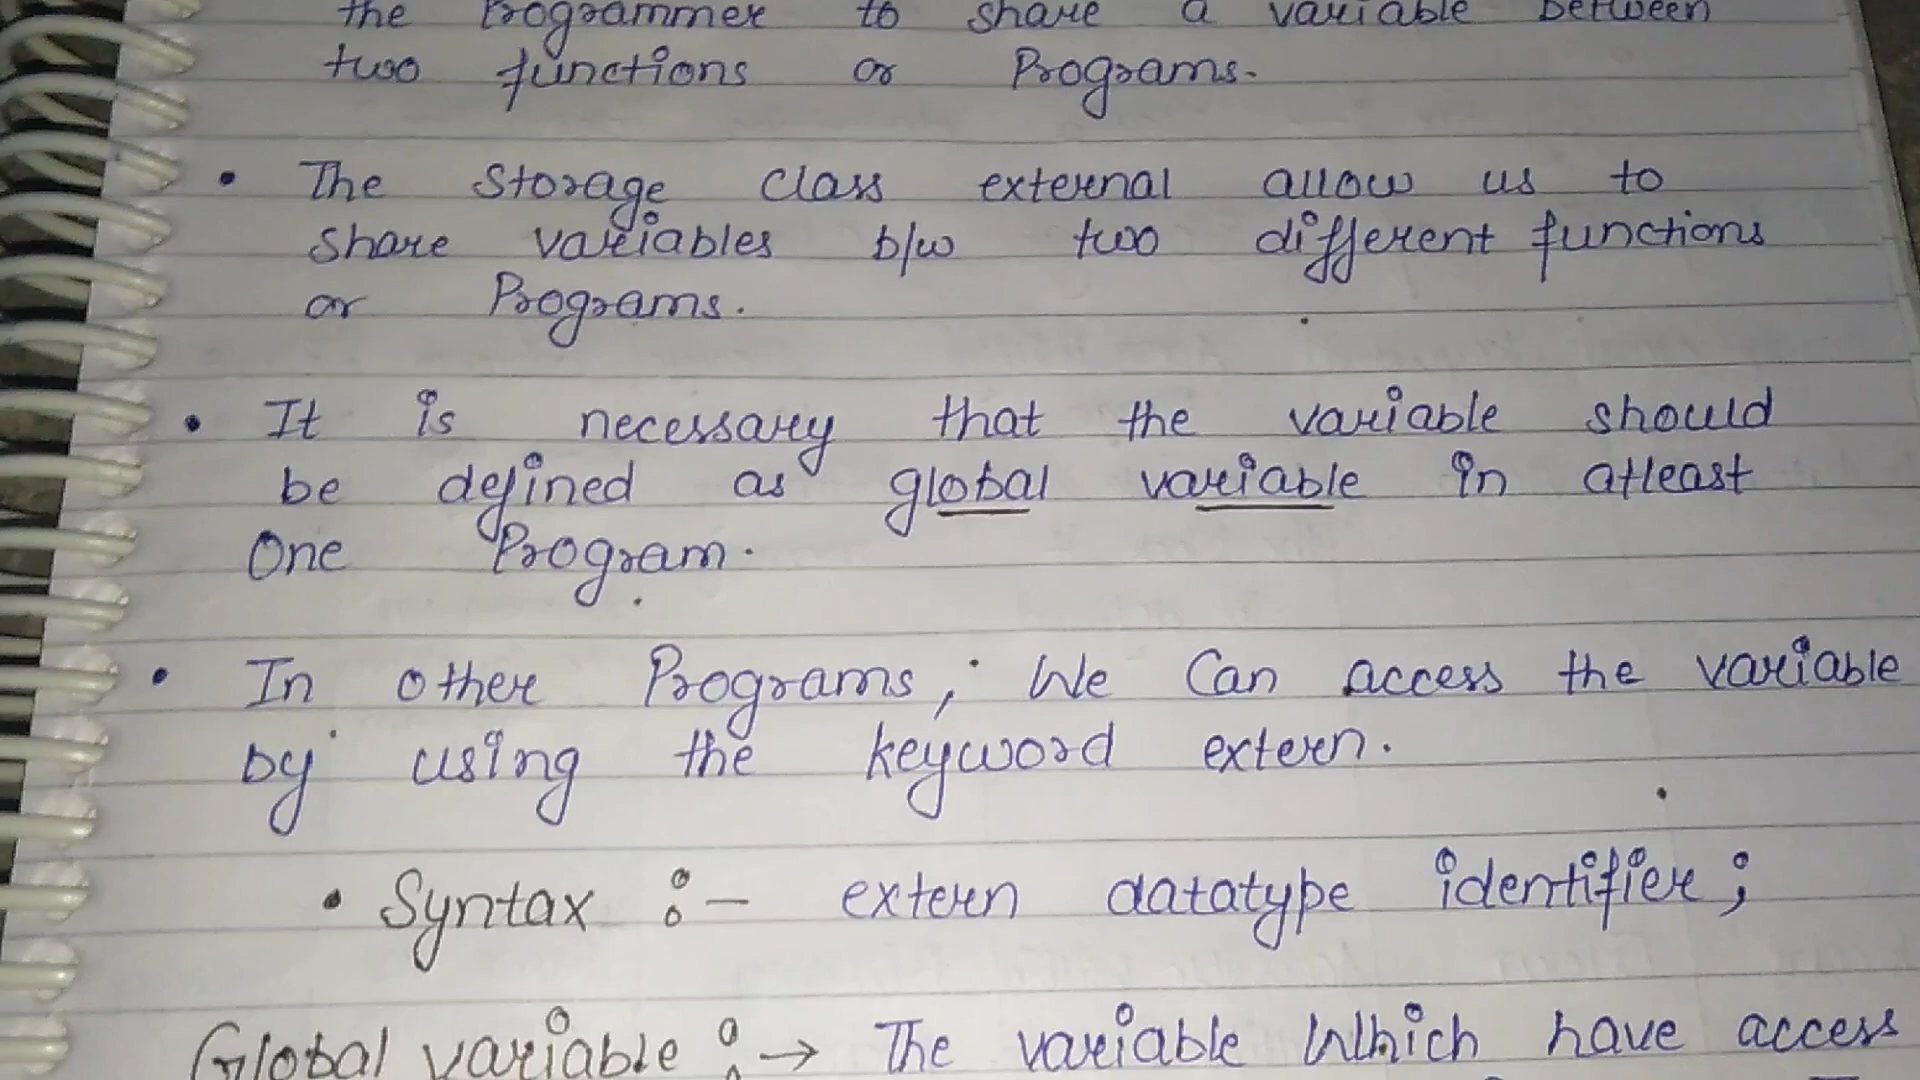 the Programmer to share a variable between
two functions or Programs.
• The Storage class external allow us to
share variables b/w two different functions
or Programs.
• It is necessary that the variable should
be defined as global variable in atleast
One Program.
• In other Programs, We Can access the variable
by using the keyword extern.
• Syntax :- extern datatype identifier;
Global variable :→ The variable Which have access